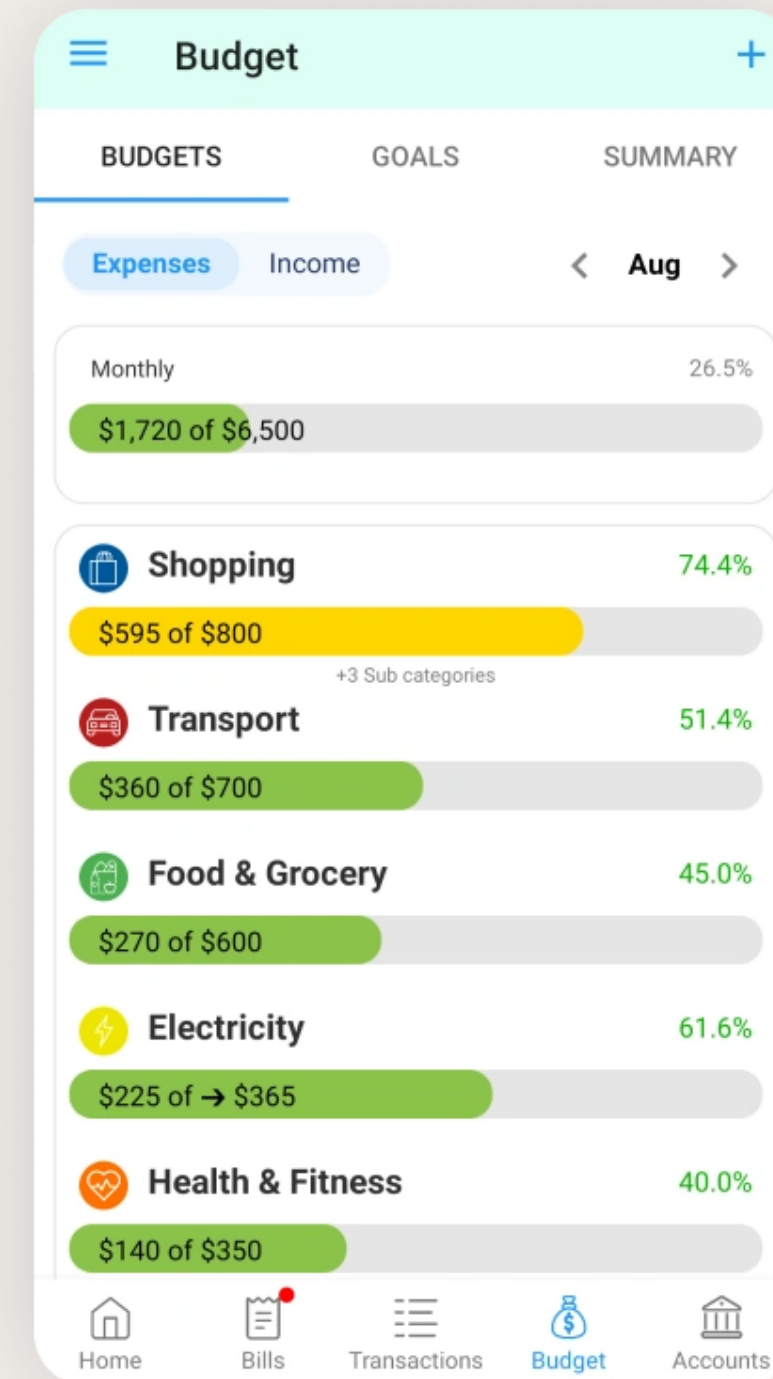 Budget
BUDGETS GOALS SUMMARY
Expenses Income Aug
Monthly 26.5%
$1,720 of $6,500
Shopping 74.4%
$595 of $800
+3 Sub categories
Transport 51.4%
$360 of $700
Food & Grocery 45.0%
$270 of $600
Electricity 61.6%
$225 of → $365
Health & Fitness 40.0%
$140 of $350
Home Bills Transactions Budget Accounts